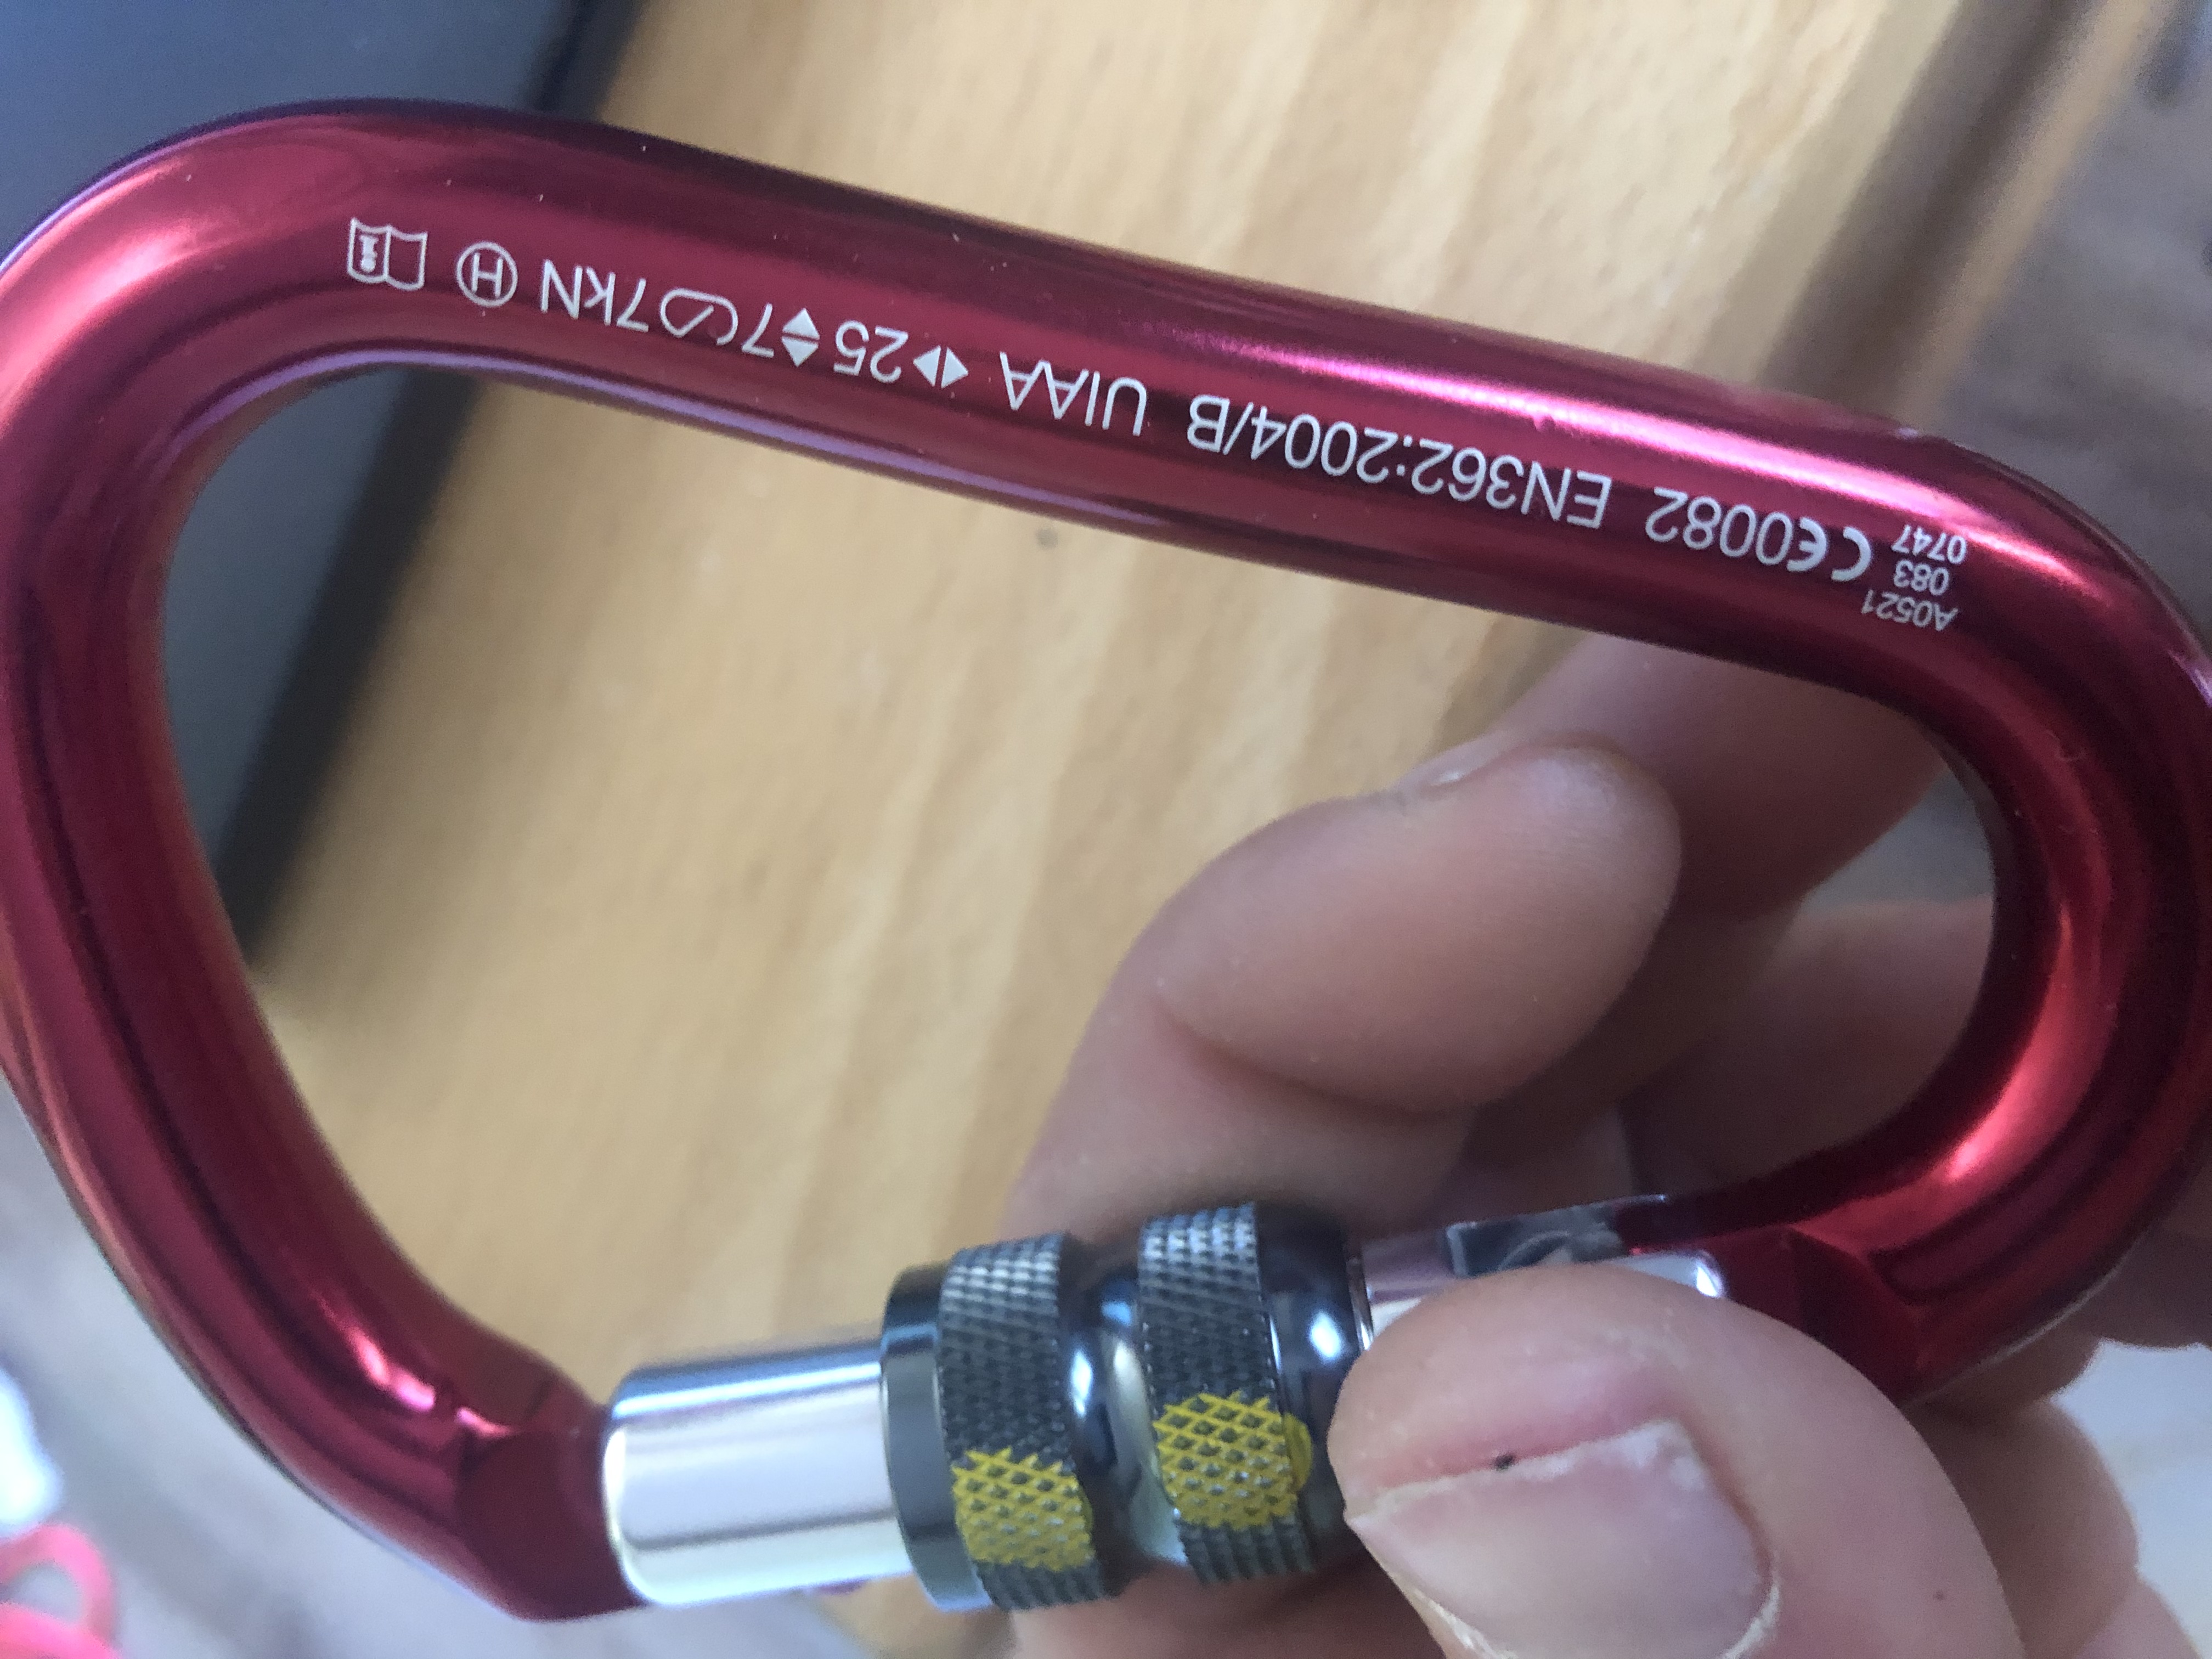 A0521
083
0747
CE0082 EN362:2004/B UIAA 25 7 7kN H